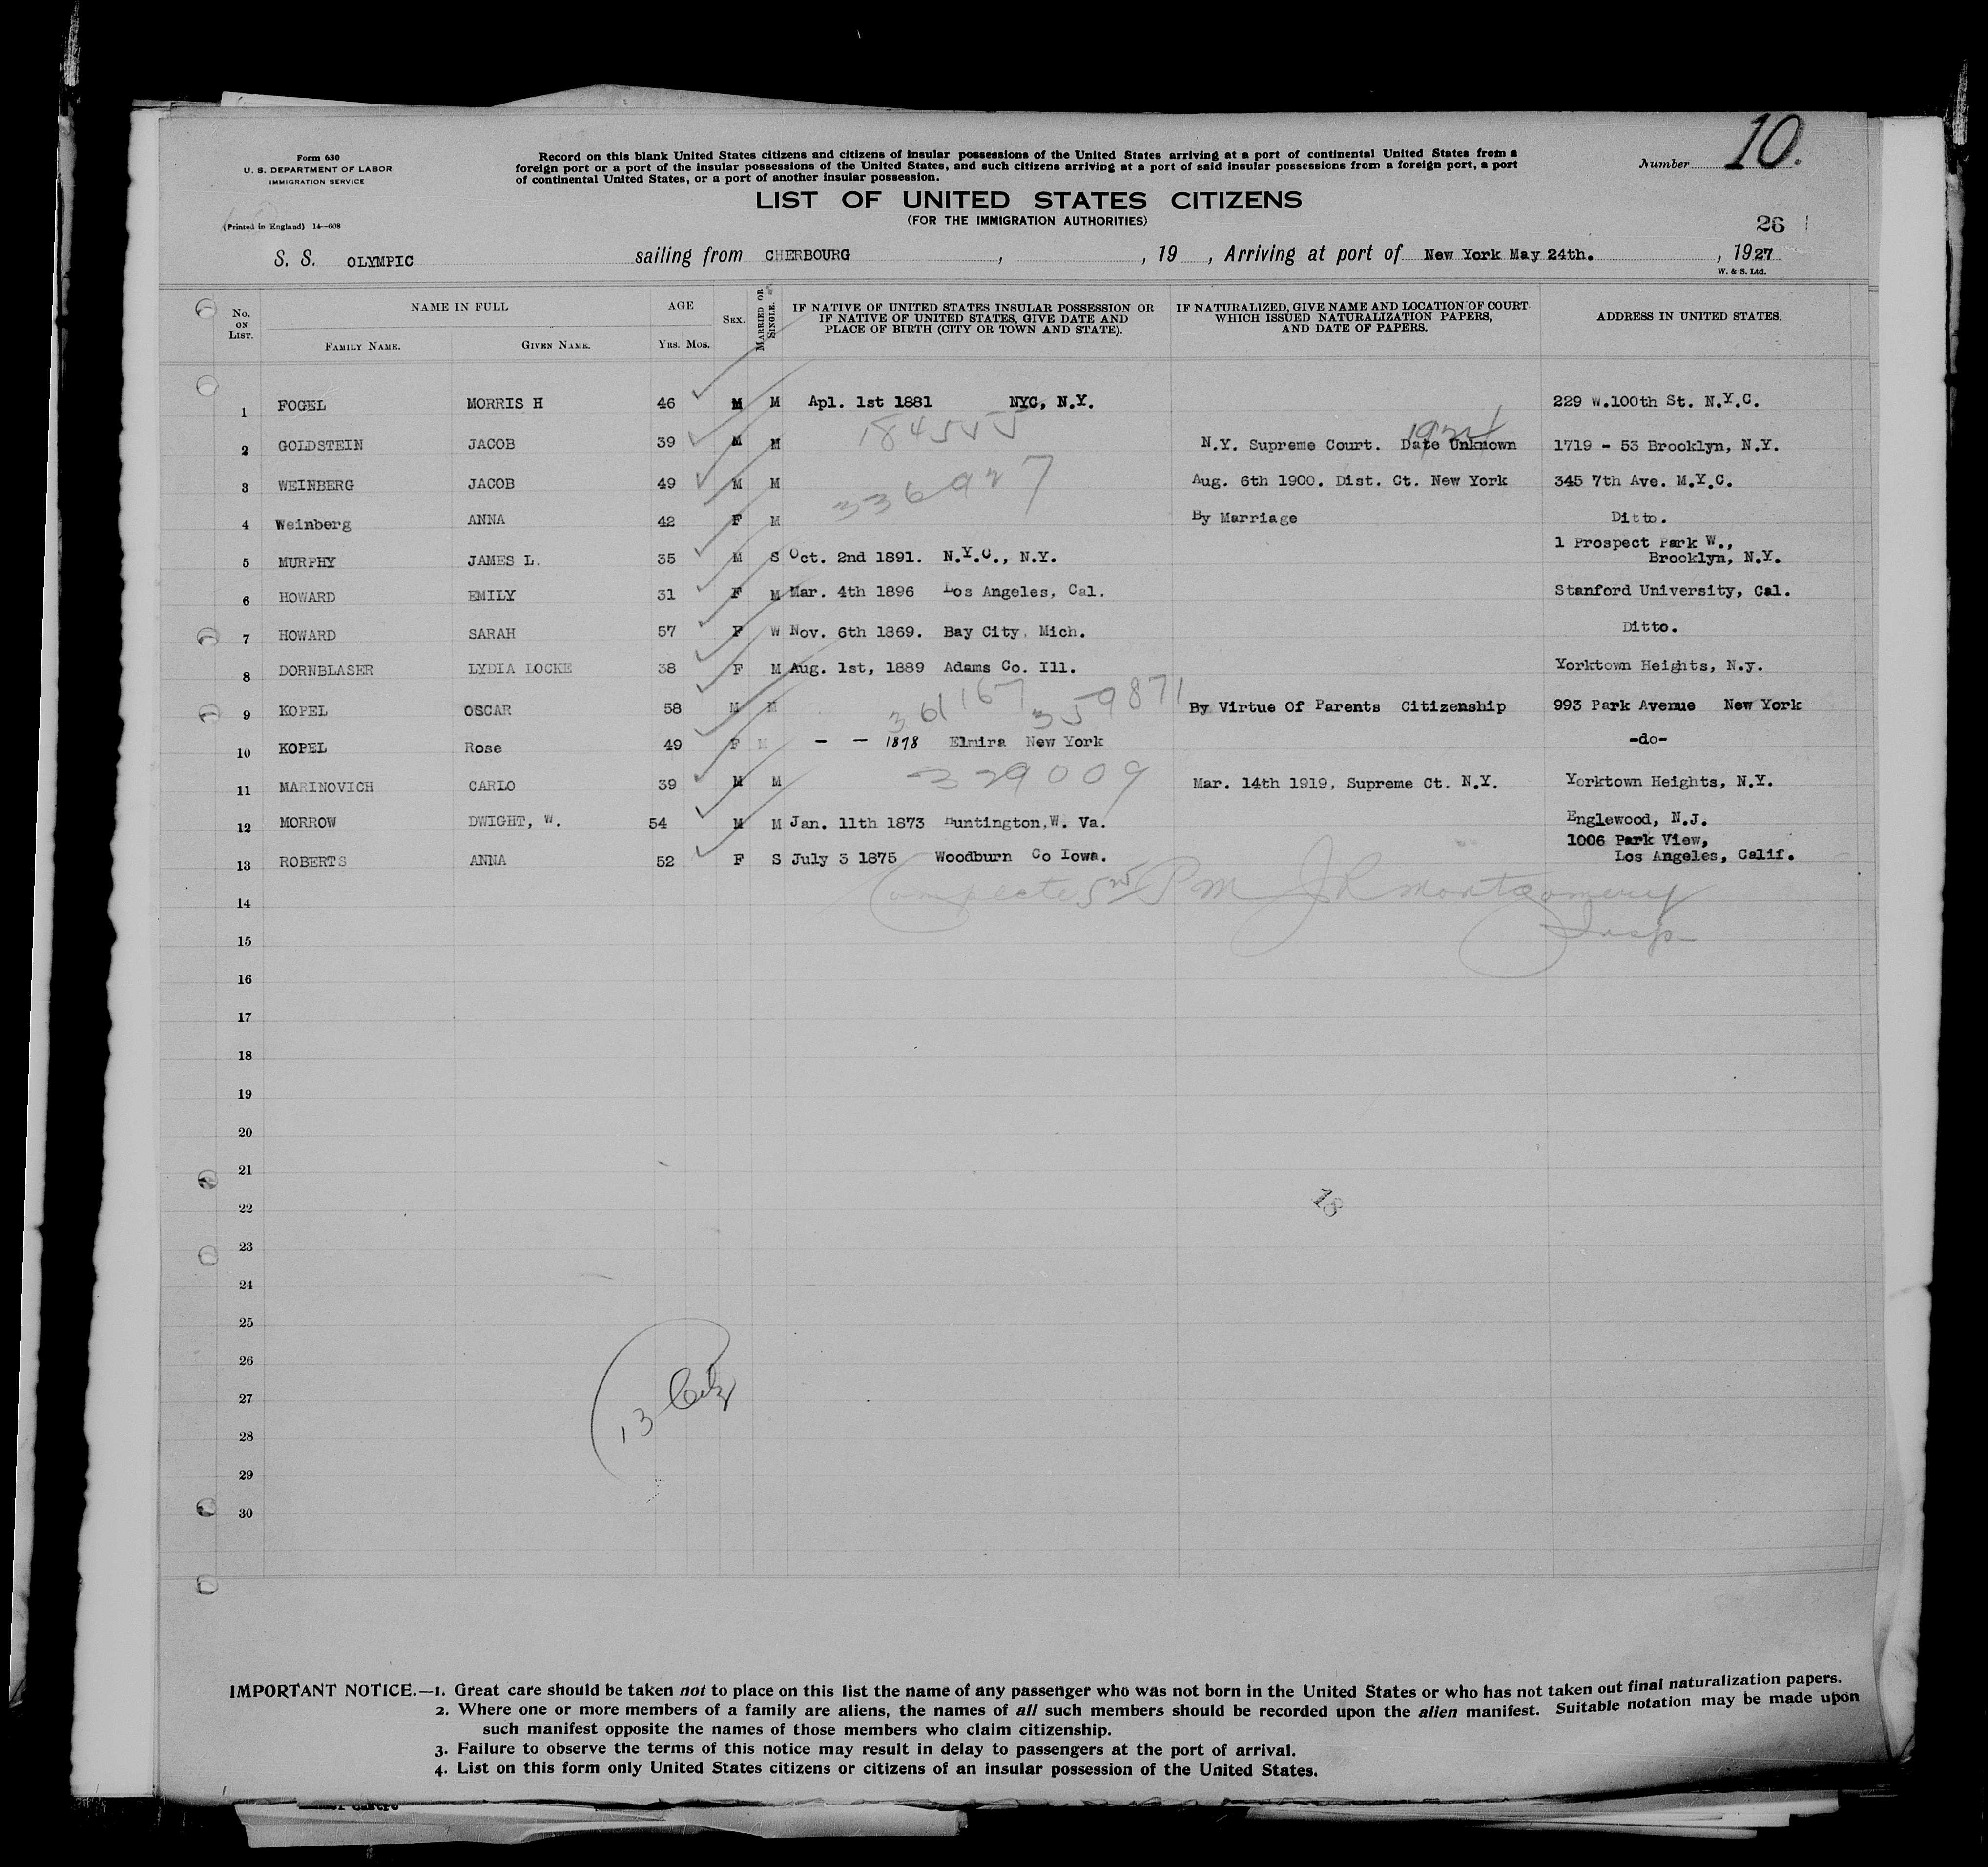 Form 630
U. S. DEPARTMENT OF LABOR
IMMIGRATION SERVICE
(Printed in England) 14—608
Record on this blank United States citizens and citizens of insular possessions of the United States arriving at a port of continental United States from a
foreign port or a port of the insular possessions of the United States, and such citizens arriving at a port of said insular possessions from a foreign port, a port
of continental United States, or a port of another insular possession.
Number 10.
LIST OF UNITED STATES CITIZENS
(FOR THE IMMIGRATION AUTHORITIES)
26
S. S. OLYMPIC sailing from CHERBOURG , , 19 , Arriving at port of New York May 24th. , 1927
W. & S. Ltd.
No. ON LIST. NAME IN FULL AGE SEX. MARRIED OR SINGLE. IF NATIVE OF UNITED STATES INSULAR POSSESSION OR IF NATIVE OF UNITED STATES, GIVE DATE AND PLACE OF BIRTH (CITY OR TOWN AND STATE). IF NATURALIZED, GIVE NAME AND LOCATION OF COURT WHICH ISSUED NATURALIZATION PAPERS, AND DATE OF PAPERS. ADDRESS IN UNITED STATES.
FAMILY NAME. GIVEN NAME. YRS. MOS.
1 FOGEL MORRIS H 46 M M Apl. 1st 1881 NYC, N.Y. 229 W.100th St. N.Y.C.
184555
2 GOLDSTEIN JACOB 39 M M N.Y. Supreme Court. Date Unknown 1719 - 53 Brooklyn, N.Y.
3 WEINBERG JACOB 49 M M 336927 Aug. 6th 1900. Dist. Ct. New York 345 7th Ave. M.Y.C.
4 Weinberg ANNA 42 F M By Marriage Ditto.
5 MURPHY JAMES L. 35 M S Oct. 2nd 1891. N.Y.C., N.Y. 1 Prospect Park W.,
Brooklyn, N.Y.
6 HOWARD EMILY 31 F M Mar. 4th 1896 Los Angeles, Cal. Stanford University, Cal.
7 HOWARD SARAH 57 F W Nov. 6th 1869. Bay City, Mich. Ditto.
8 DORNBLASER LYDIA LOCKE 38 F M Aug. 1st, 1889 Adams Co. Ill. Yorktown Heights, N.y.
9 KOPEL OSCAR 58 M M 361167 359871 By Virtue Of Parents Citizenship 993 Park Avenue New York
10 KOPEL Rose 49 F M - - 1878 Elmira New York -do-
11 MARINOVICH CARLO 39 M M 329009 Mar. 14th 1919, Supreme Ct. N.Y. Yorktown Heights, N.Y.
12 MORROW DWIGHT, W. 54 M M Jan. 11th 1873 Huntington, W. Va. Englewood, N.J.
1006 Park View,
13 ROBERTS ANNA 52 F S July 3 1875 Woodburn Co Iowa. Los Angeles, Calif.
14 Complete PM JR Montgomery
15 Insp
16
17
18
19
20
21
22 18
23
24
25
26
27 13
28
29
30
IMPORTANT NOTICE.—1. Great care should be taken not to place on this list the name of any passenger who was not born in the United States or who has not taken out final naturalization papers.
2. Where one or more members of a family are aliens, the names of all such members should be recorded upon the alien manifest. Suitable notation may be made upon
such manifest opposite the names of those members who claim citizenship.
3. Failure to observe the terms of this notice may result in delay to passengers at the port of arrival.
4. List on this form only United States citizens or citizens of an insular possession of the United States.